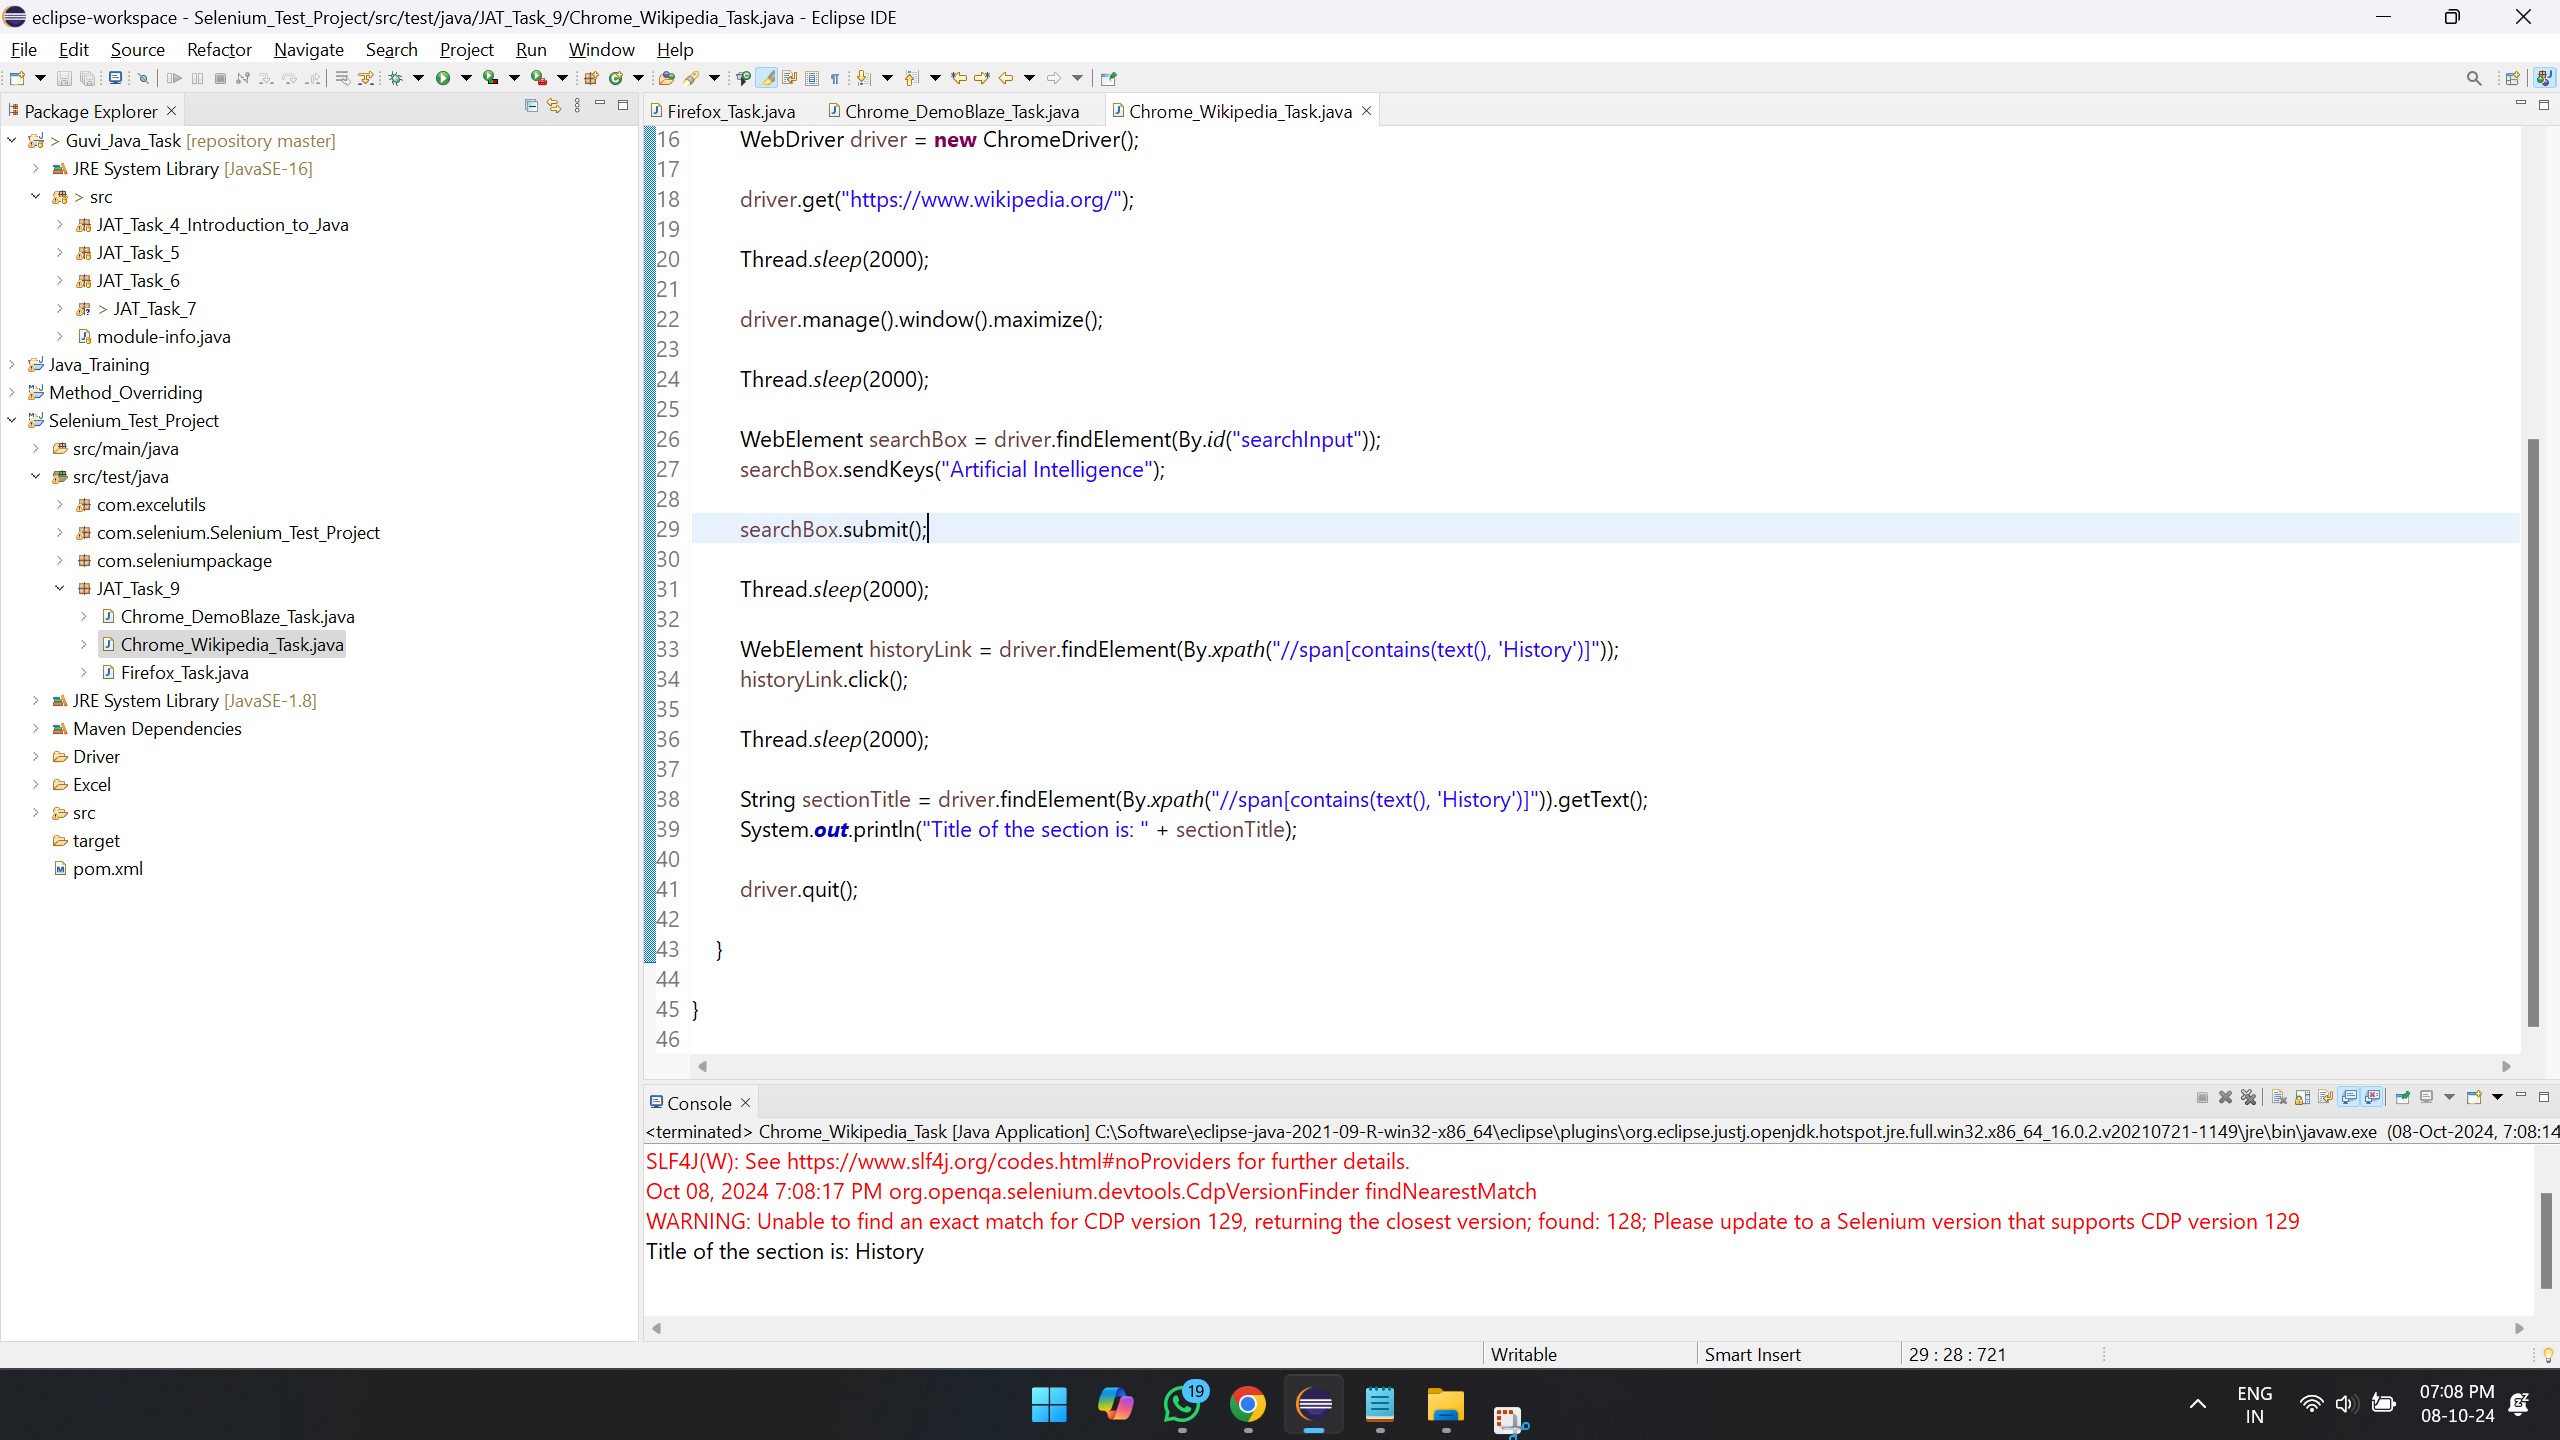 eclipse-workspace - Selenium_Test_Project/src/test/java/JAT_Task_9/Chrome_Wikipedia_Task.java - Eclipse IDE
File Edit Source Refactor Navigate Search Project Run Window Help
Package Explorer
> Guvi_Java_Task [repository master]
JRE System Library [JavaSE-16]
> src
JAT_Task_4_Introduction_to_Java
JAT_Task_5
JAT_Task_6
> JAT_Task_7
module-info.java
Java_Training
Method_Overriding
Selenium_Test_Project
src/main/java
src/test/java
com.excelutils
com.selenium.Selenium_Test_Project
com.seleniumpackage
JAT_Task_9
Chrome_DemoBlaze_Task.java
Chrome_Wikipedia_Task.java
Firefox_Task.java
JRE System Library [JavaSE-1.8]
Maven Dependencies
Driver
Excel
src
target
pom.xml
Firefox_Task.java Chrome_DemoBlaze_Task.java Chrome_Wikipedia_Task.java
16 WebDriver driver = new ChromeDriver();
17
18 driver.get("https://www.wikipedia.org/");
19
20 Thread.sleep(2000);
21
22 driver.manage().window().maximize();
23
24 Thread.sleep(2000);
25
26 WebElement searchBox = driver.findElement(By.id("searchInput"));
27 searchBox.sendKeys("Artificial Intelligence");
28
29 searchBox.submit();
30
31 Thread.sleep(2000);
32
33 WebElement historyLink = driver.findElement(By.xpath("//span[contains(text(), 'History')]"));
34 historyLink.click();
35
36 Thread.sleep(2000);
37
38 String sectionTitle = driver.findElement(By.xpath("//span[contains(text(), 'History')]")).getText();
39 System.out.println("Title of the section is: " + sectionTitle);
40
41 driver.quit();
42
43 }
44
45 }
46
Console
<terminated> Chrome_Wikipedia_Task [Java Application] C:\Software\eclipse-java-2021-09-R-win32-x86_64\eclipse\plugins\org.eclipse.justj.openjdk.hotspot.jre.full.win32.x86_64_16.0.2.v20210721-1149\jre\bin\javaw.exe (08-Oct-2024, 7:08:14
SLF4J(W): See https://www.slf4j.org/codes.html#noProviders for further details.
Oct 08, 2024 7:08:17 PM org.openqa.selenium.devtools.CdpVersionFinder findNearestMatch
WARNING: Unable to find an exact match for CDP version 129, returning the closest version; found: 128; Please update to a Selenium version that supports CDP version 129
Title of the section is: History
Writable Smart Insert 29 : 28 : 721
19
ENG
IN
07:08 PM
08-10-24